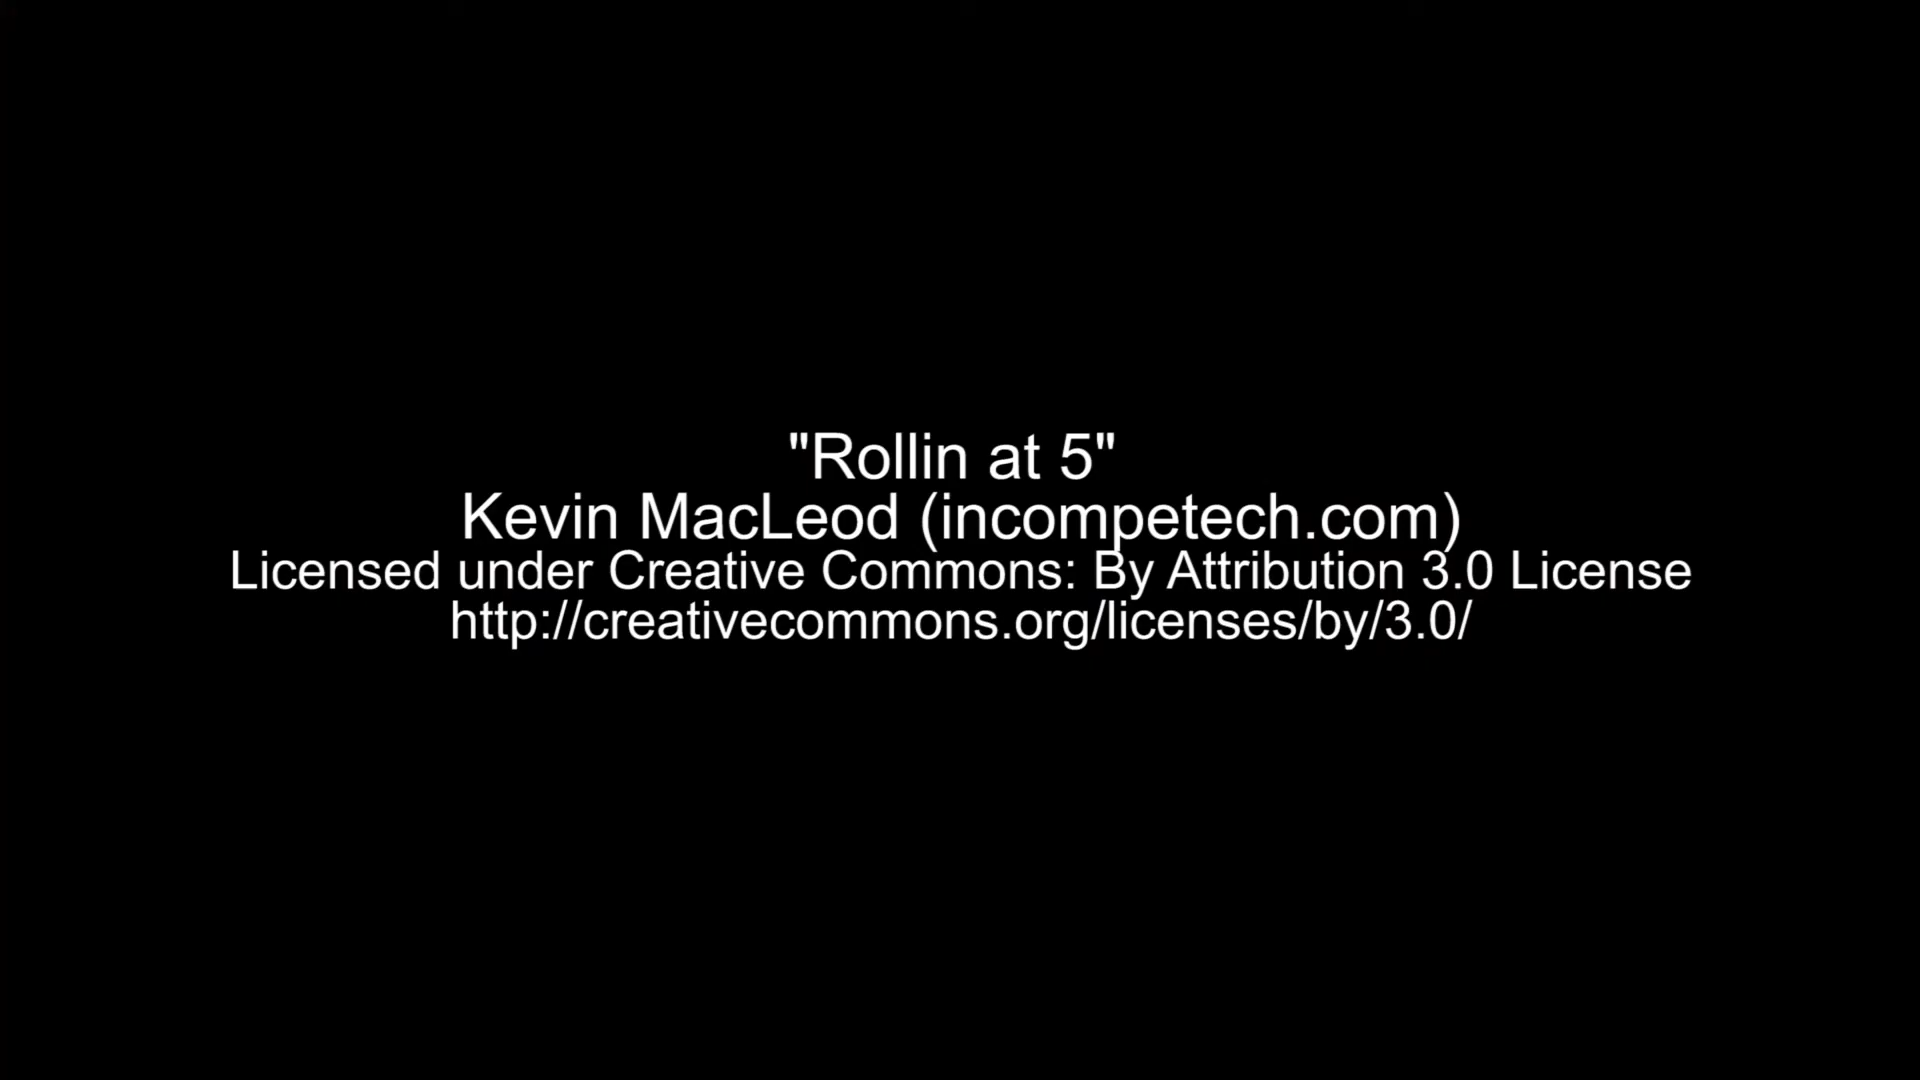 "Rollin at 5"
Kevin MacLeod (incompetech.com)
Licensed under Creative Commons: By Attribution 3.0 License
http://creativecommons.org/licenses/by/3.0/